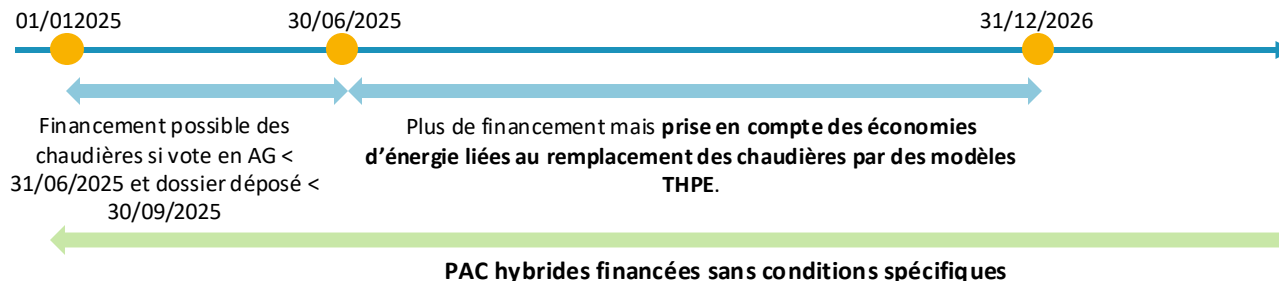 01/012025
30/06/2025
31/12/2026
Financement possible des
chaudières si vote en AG <
31/06/2025 et dossier déposé <
30/09/2025
Plus de financement mais prise en compte des économies
d’énergie liées au remplacement des chaudières par des modèles
THPE.
PAC hybrides financées sans conditions spécifiques